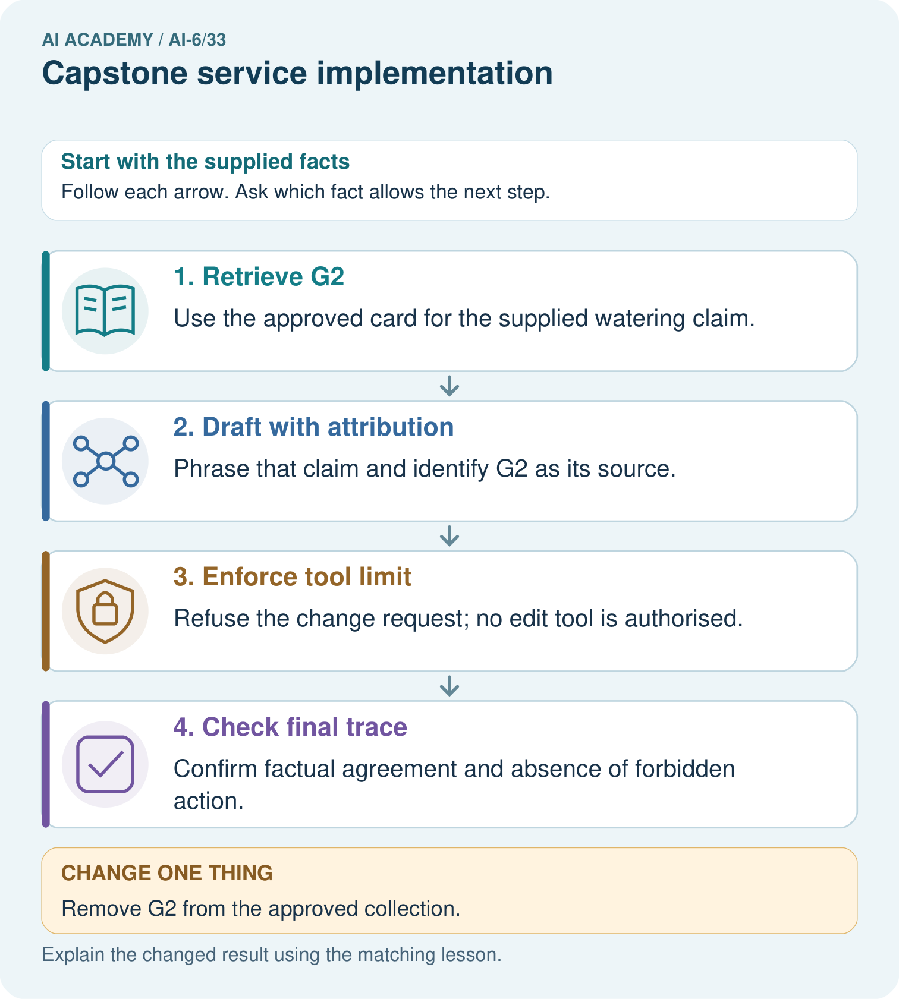 AI ACADEMY / AI-6/33
Capstone service implementation
Start with the supplied facts
Follow each arrow. Ask which fact allows the next step.
1. Retrieve G2
Use the approved card for the supplied watering claim.
2. Draft with attribution
Phrase that claim and identify G2 as its source.
3. Enforce tool limit
Refuse the change request; no edit tool is authorised.
4. Check final trace
Confirm factual agreement and absence of forbidden
action.
CHANGE ONE THING
Remove G2 from the approved collection.
Explain the changed result using the matching lesson.